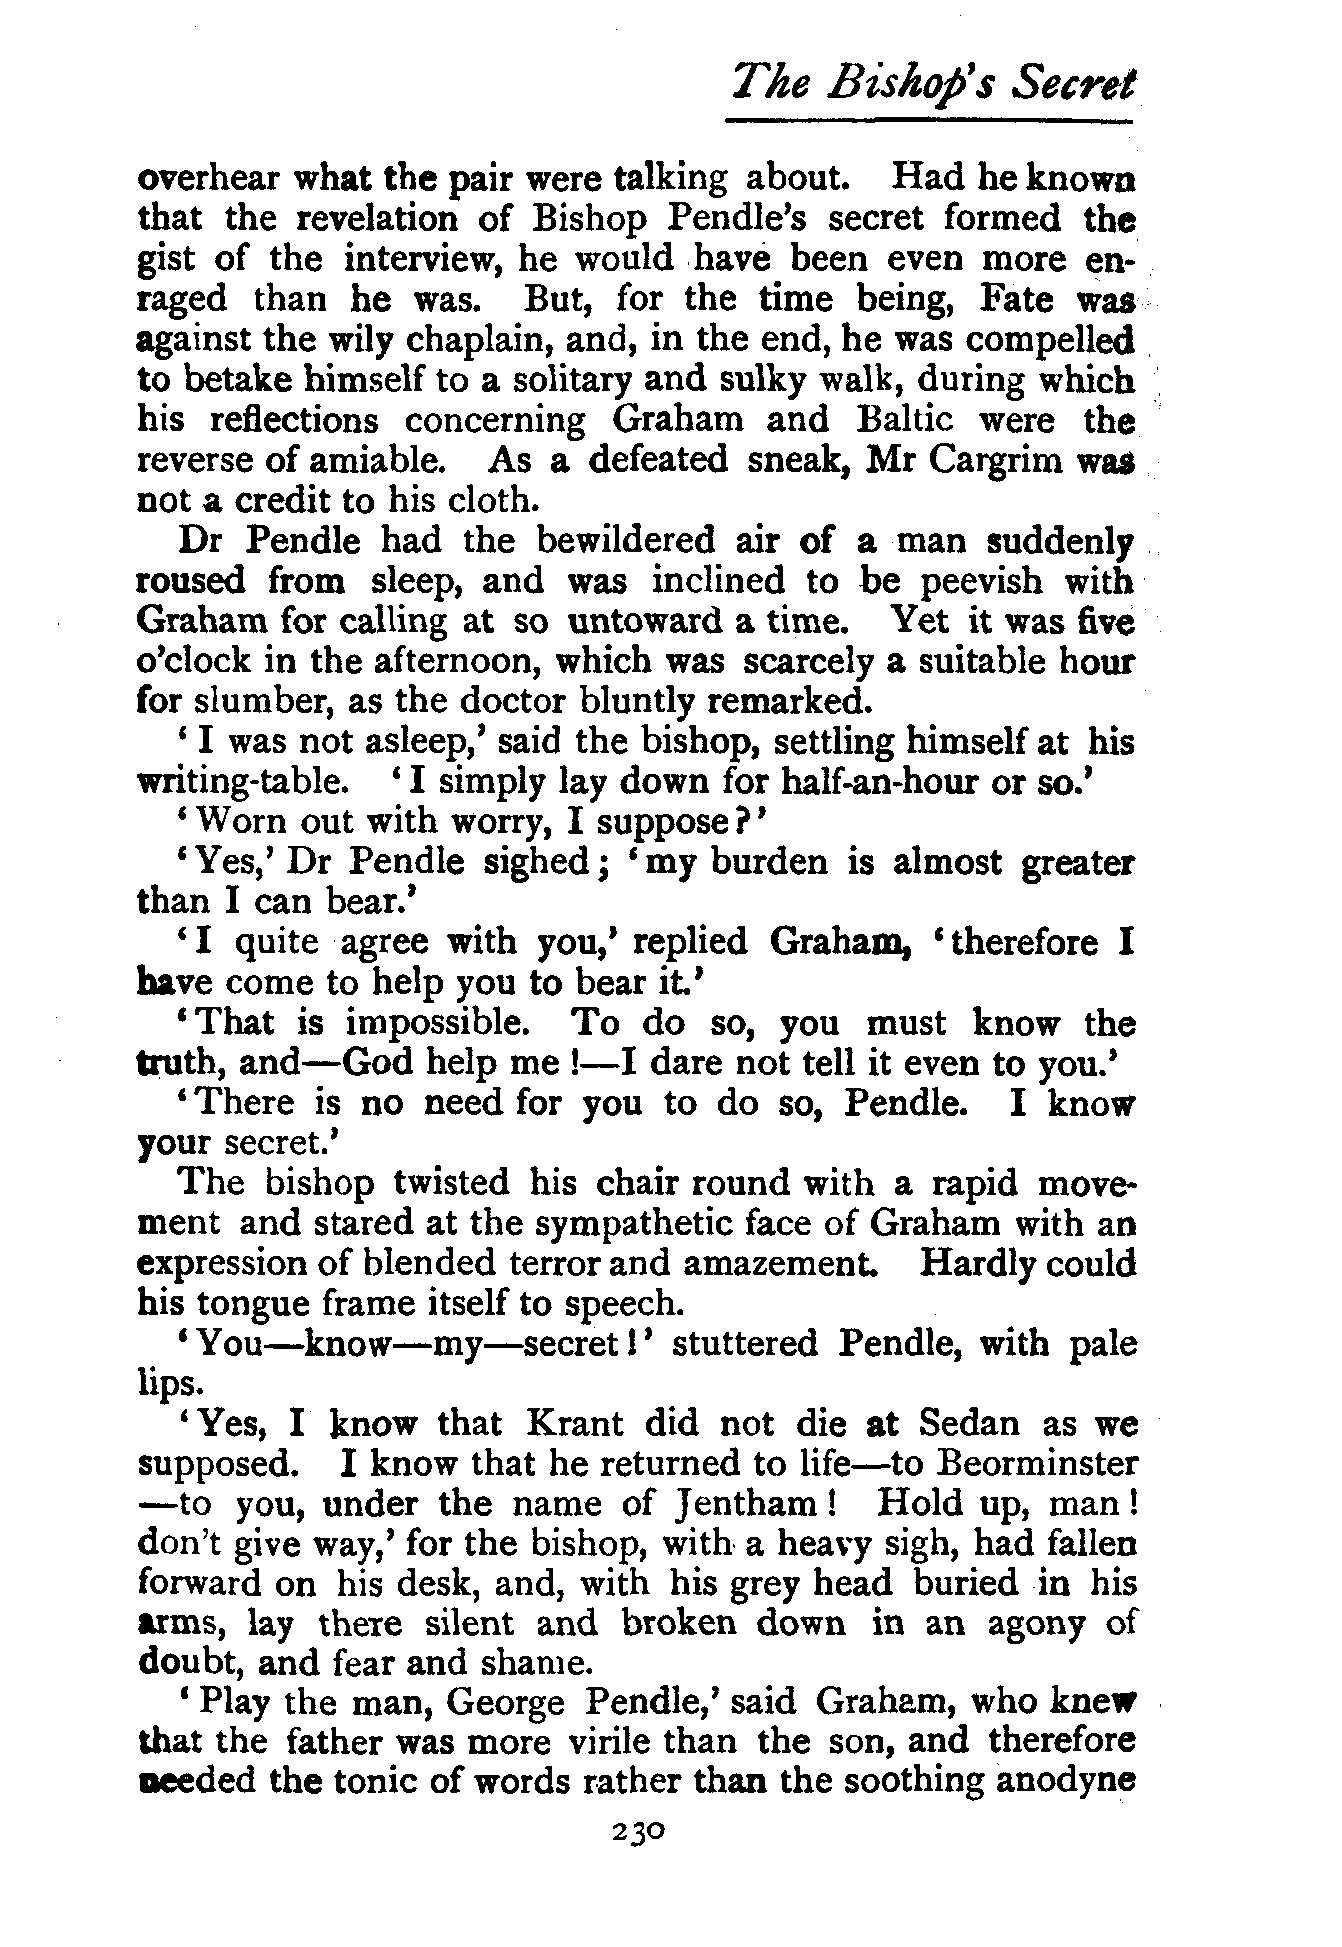 The Bishop's Secret
overhear what the pair were talking about. Had he known
that the revelation of Bishop Pendle's secret formed the
gist of the interview, he would have been even more en-
raged than he was. But, for the time being, Fate was
against the wily chaplain, and, in the end, he was compelled
to betake himself to a solitary and sulky walk, during which
his reflections concerning Graham and Baltic were the
reverse of amiable. As a defeated sneak, Mr Cargrim was
not a credit to his cloth.
Dr Pendle had the bewildered air of a man suddenly
roused from sleep, and was inclined to be peevish with
Graham for calling at so untoward a time. Yet it was five
o'clock in the afternoon, which was scarcely a suitable hour
for slumber, as the doctor bluntly remarked.
'I was not asleep,' said the bishop, settling himself at his
writing-table. 'I simply lay down for half-an-hour or so.'
'Worn out with worry, I suppose?'
'Yes,' Dr Pendle sighed; 'my burden is almost greater
than I can bear.'
'I quite agree with you,' replied Graham, 'therefore I
have come to help you to bear it.'
'That is impossible. To do so, you must know the
truth, and—God help me!—I dare not tell it even to you.'
'There is no need for you to do so, Pendle. I know
your secret.'
The bishop twisted his chair round with a rapid move-
ment and stared at the sympathetic face of Graham with an
expression of blended terror and amazement. Hardly could
his tongue frame itself to speech.
'You—know—my—secret!' stuttered Pendle, with pale
lips.
'Yes, I know that Krant did not die at Sedan as we
supposed. I know that he returned to life—to Beorminster
—to you, under the name of Jentham! Hold up, man!
don't give way,' for the bishop, with a heavy sigh, had fallen
forward on his desk, and, with his grey head buried in his
arms, lay there silent and broken down in an agony of
doubt, and fear and shame.
'Play the man, George Pendle,' said Graham, who knew
that the father was more virile than the son, and therefore
needed the tonic of words rather than the soothing anodyne
230